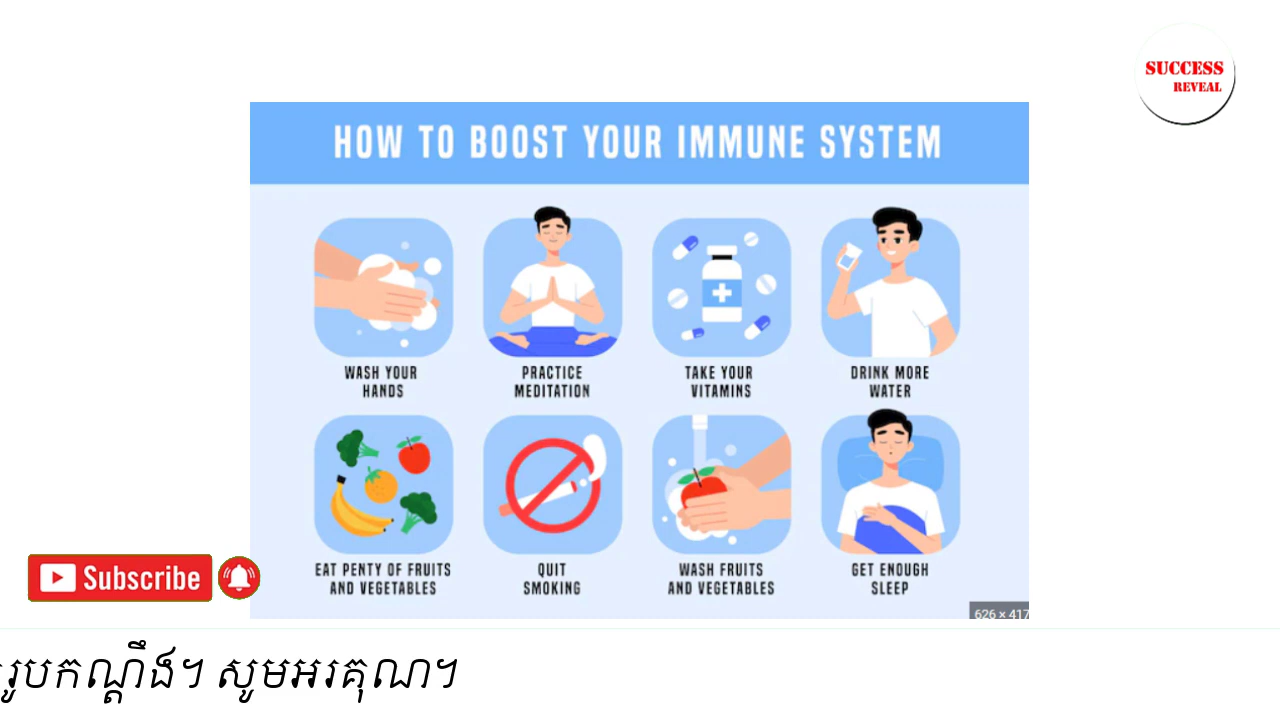 SUCCESS
REVEAL
HOW TO BOOST YOUR IMMUNE SYSTEM
WASH YOUR
HANDS
PRACTICE
MEDITATION
TAKE YOUR
VITAMINS
DRINK MORE
WATER
EAT PENTY OF FRUITS
AND VEGETABLES
QUIT
SMOKING
WASH FRUITS
AND VEGETABLES
GET ENOUGH
SLEEP
626 × 417
Subscribe
រូបកណ្ដឹង។ សូមអរគុណ។